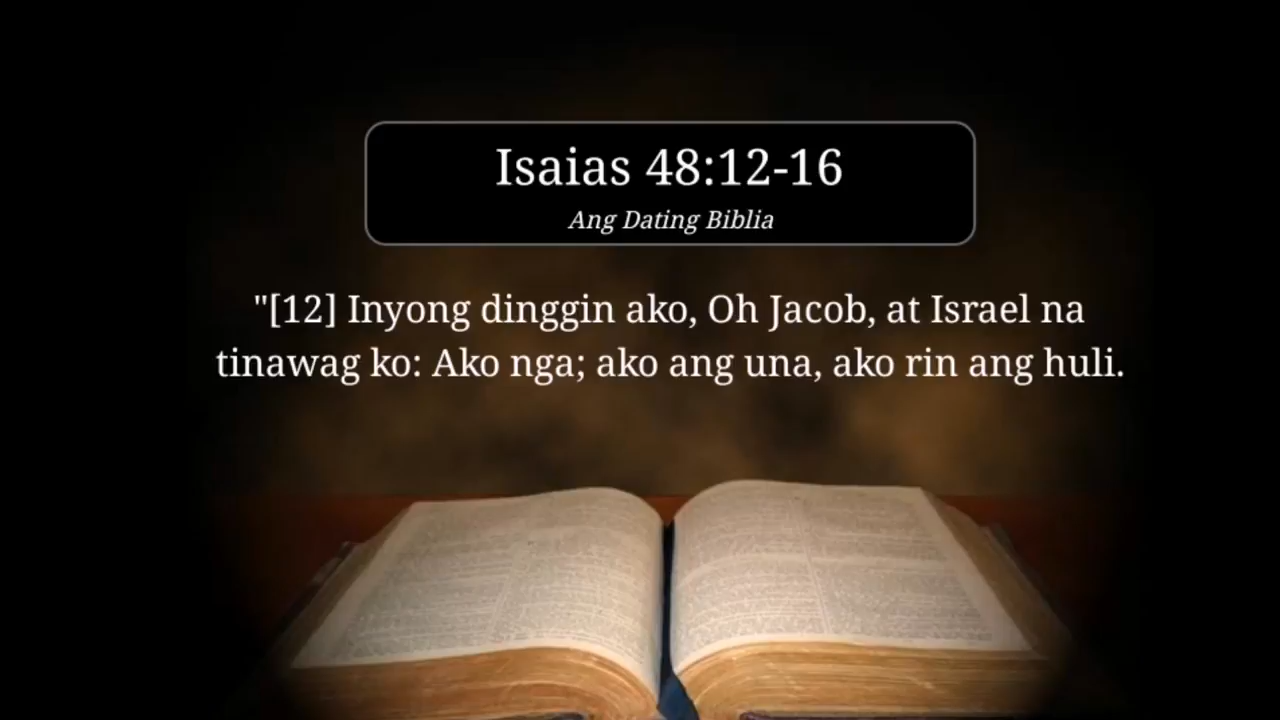 Isaias 48:12-16
Ang Dating Biblia
"[12] Inyong dinggin ako, Oh Jacob, at Israel na
tinawag ko: Ako nga; ako ang una, ako rin ang huli.